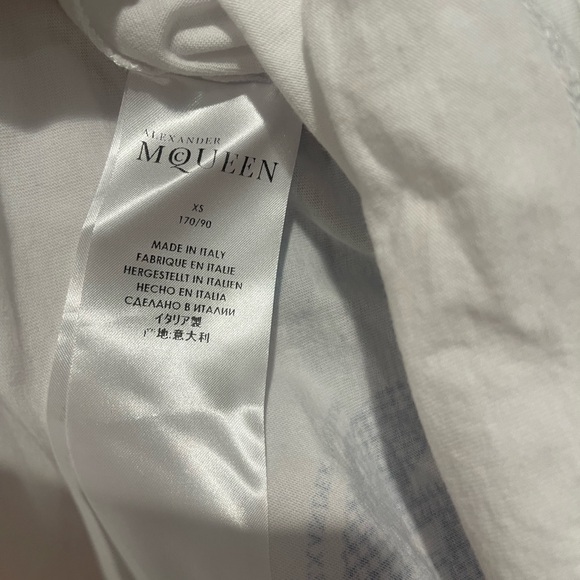 ALEXANDER
McQUEEN
XS
170/90
MADE IN ITALY
FABRIQUE EN ITALIE
HERGESTELLT IN ITALIEN
HECHO EN ITALIA
СДЕЛАНО В ИТАЛИИ
イタリア製
地:意大利